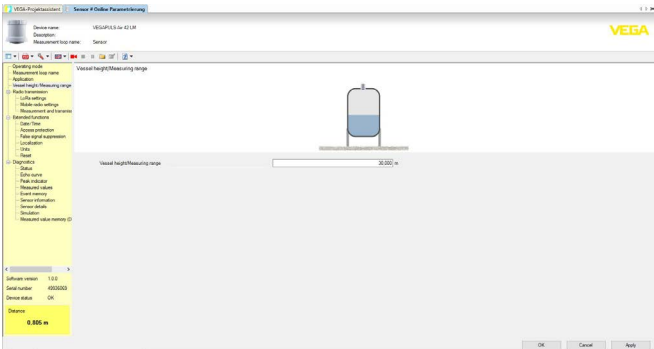 VEGA-Projektassistent
Sensor # Online Parametrierung
Device name: VEGAPULS Air 42 LM
Description:
Measurement loop name: Sensor
VEGA
Operating mode
Measurement loop name
Application
Vessel height/Measuring range
Radio transmission
LoRa settings
Mobile radio settings
Measurement and transmis
Extended functions
Date/Time
Access protection
False signal suppression
Localization
Units
Reset
Diagnostics
Status
Echo curve
Peak indicator
Measured values
Event memory
Sensor information
Sensor details
Simulation
Measured value memory (D
Software version 1.0.0
Serial number
Device status OK
Distance
0.805 m
Vessel height/Measuring range
Vessel height/Measuring range 30.000 m
OK Cancel Apply